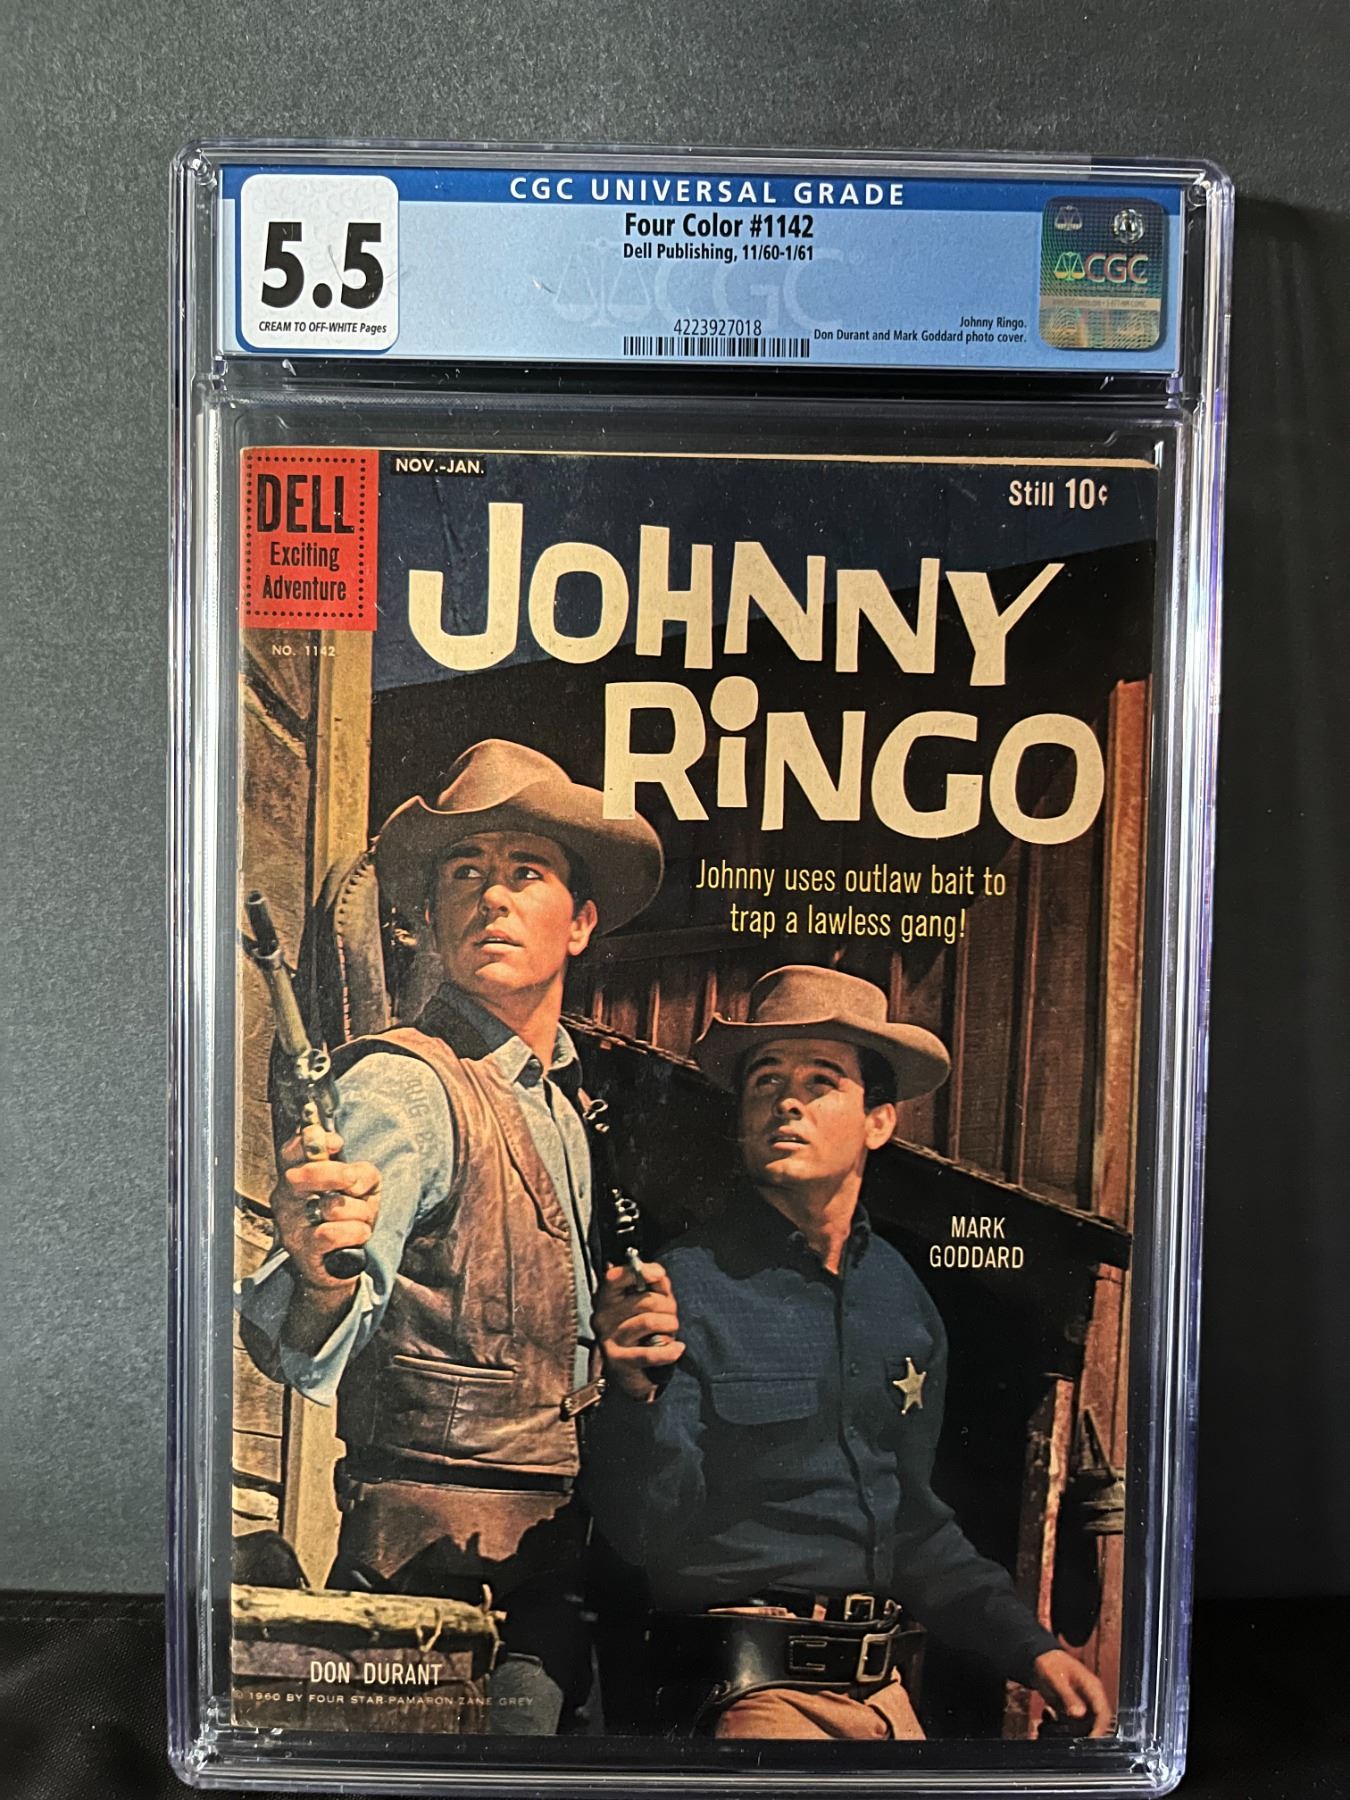 CGC UNIVERSAL GRADE
5.5
CREAM TO OFF-WHITE Pages
Four Color #1142
Dell Publishing, 11/60-1/61
4223927018
Johnny Ringo.
Don Durant and Mark Goddard photo cover.
CGC
CGC
DELL
Exciting
Adventure
NO. 1142
NOV.-JAN.
Still 10¢
JOHNNY
RINGO
Johnny uses outlaw bait to
trap a lawless gang!
AUG 25
MARK
GODDARD
DON DURANT
© 1960 BY FOUR STAR-PAMARON-ZANE GREY